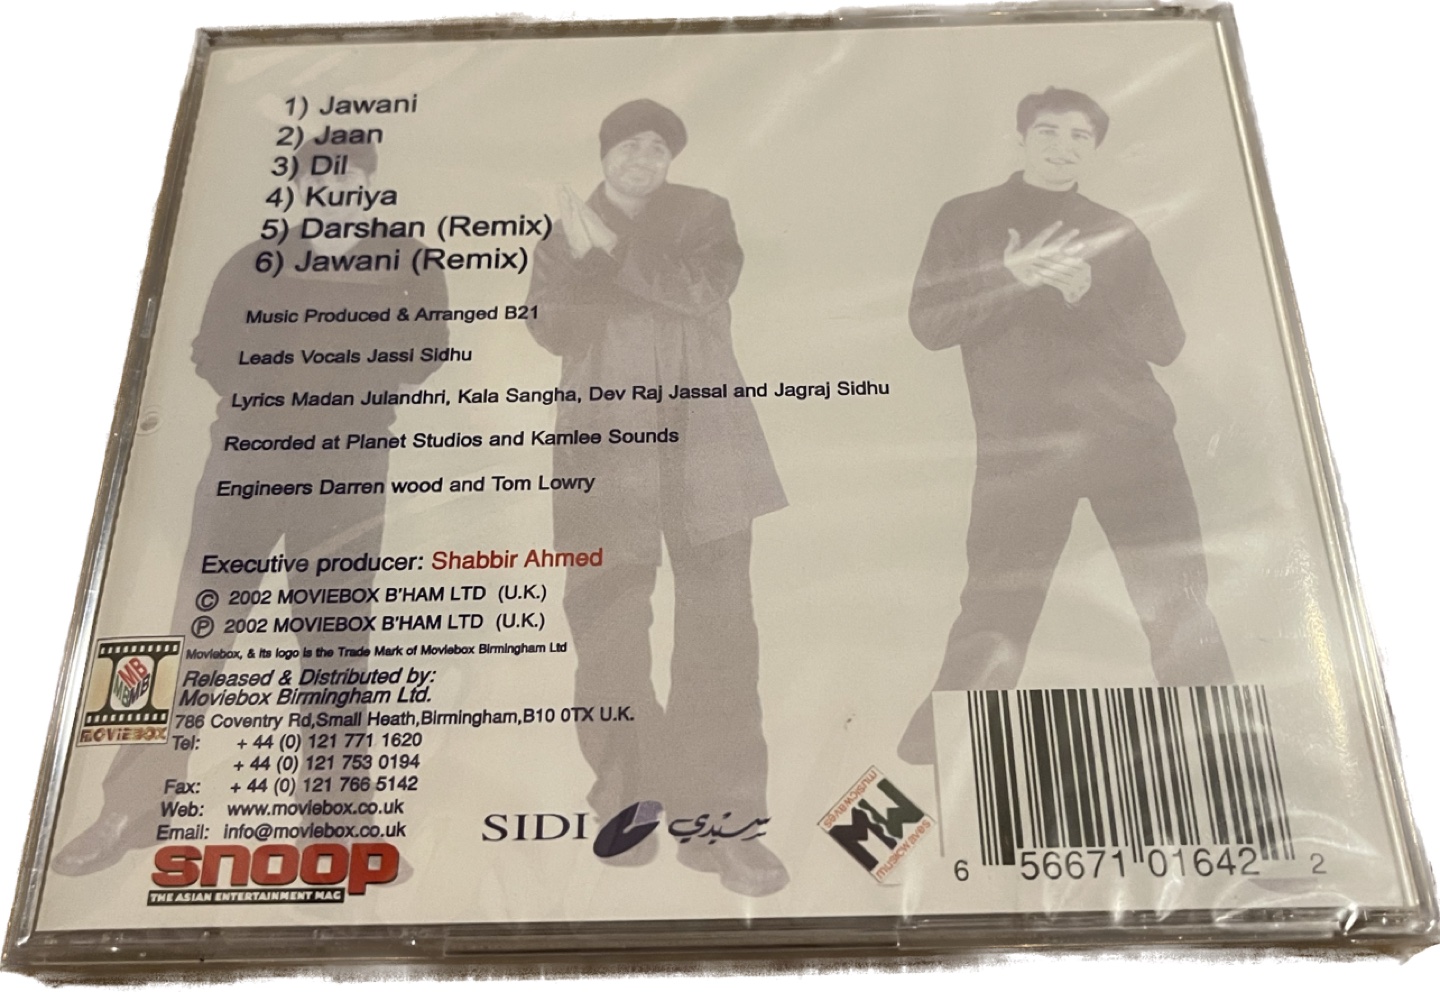 1) Jawani
2) Jaan
3) Dil
4) Kuriya
5) Darshan (Remix)
6) Jawani (Remix)
Music Produced & Arranged B21
Leads Vocals Jassi Sidhu
Lyrics Madan Julandhri, Kala Sangha, Dev Raj Jassal and Jagraj Sidhu
Recorded at Planet Studios and Kamlee Sounds
Engineers Darren wood and Tom Lowry
Executive producer: Shabbir Ahmed
© 2002 MOVIEBOX B'HAM LTD (U.K.)
℗ 2002 MOVIEBOX B'HAM LTD (U.K.)
Moviebox, & its logo is the Trade Mark of Moviebox Birmingham Ltd
MB
MB MB
MOVIEBOX
Released & Distributed by:
Moviebox Birmingham Ltd.
786 Coventry Rd,Small Heath,Birmingham,B10 0TX U.K.
Tel: + 44 (0) 121 771 1620
+ 44 (0) 121 753 0194
Fax: + 44 (0) 121 766 5142
Web: www.moviebox.co.uk
Email: info@moviebox.co.uk
snoop
THE ASIAN ENTERTAINMENT MAG
SIDI سيدي
musicwaves
MW
musicwaves
6 56671 01642 2